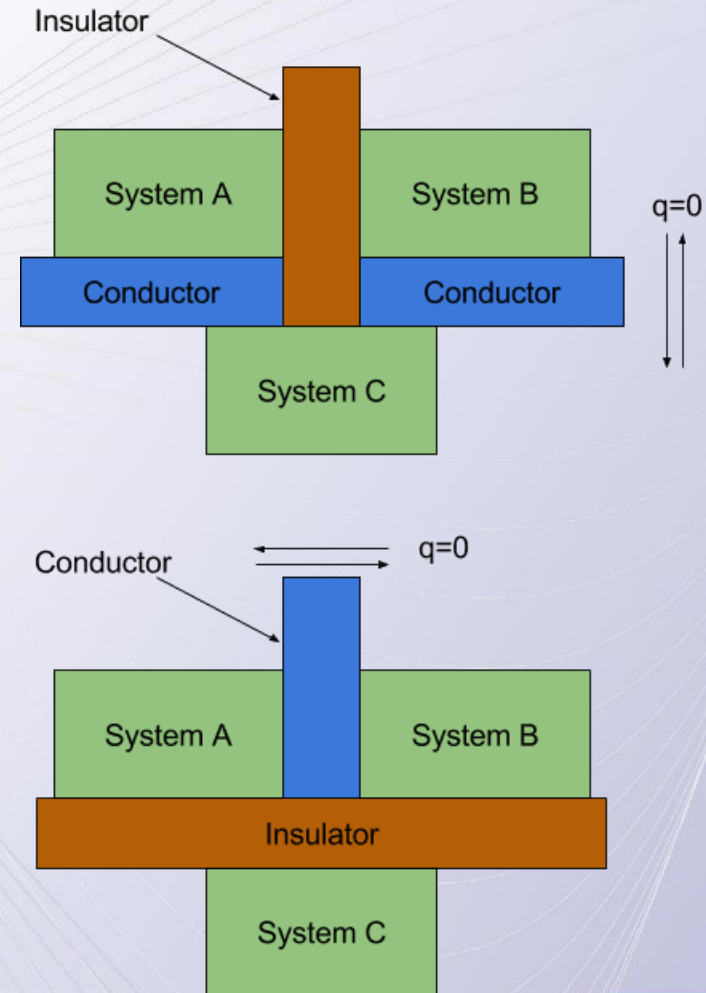 Insulator
System A
System B
q=0
Conductor
Conductor
System C
q=0
Conductor
System A
System B
Insulator
System C